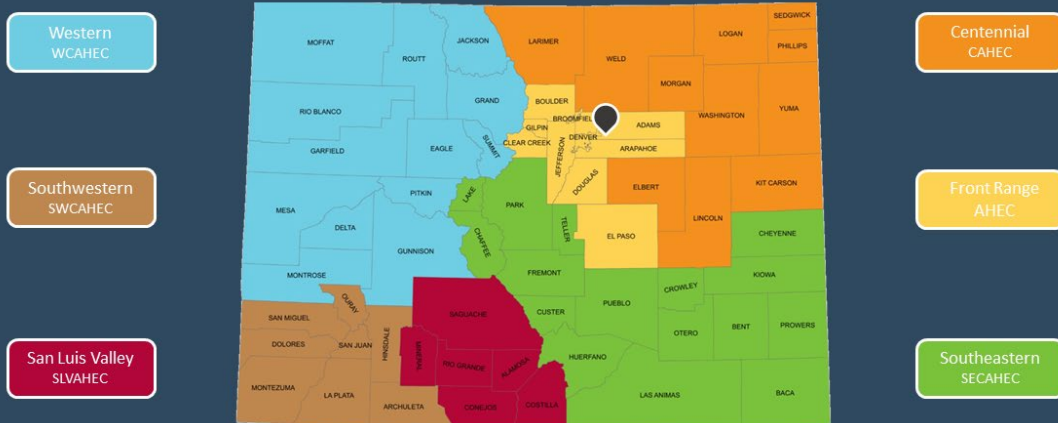 Western
WCAHEC
Southwestern
SWCAHEC
San Luis Valley
SLVAHEC
MOFFAT
ROUTT
JACKSON
LARIMER
WELD
LOGAN
SEDGWICK
PHILLIPS
MORGAN
RIO BLANCO
GRAND
BOULDER
BROOMFIELD
ADAMS
WASHINGTON
YUMA
GILPIN
DENVER
CLEAR CREEK
JEFFERSON
ARAPAHOE
GARFIELD
EAGLE
SUMMIT
DOUGLAS
ELBERT
KIT CARSON
PITKIN
LAKE
PARK
MESA
DELTA
LINCOLN
TELLER
EL PASO
CHEYENNE
GUNNISON
CHAFFEE
MONTROSE
FREMONT
KIOWA
OURAY
CROWLEY
PUEBLO
SAN MIGUEL
SAGUACHE
CUSTER
DOLORES
SAN JUAN
HINSDALE
OTERO
BENT
PROWERS
MINERAL
RIO GRANDE
ALAMOSA
HUERFANO
MONTEZUMA
LA PLATA
ARCHULETA
CONEJOS
COSTILLA
LAS ANIMAS
BACA
Centennial
CAHEC
Front Range
AHEC
Southeastern
SECAHEC